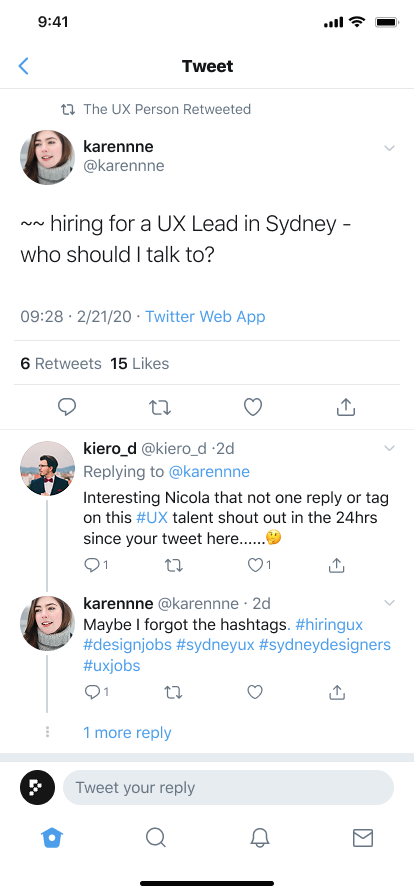 9:41
Tweet
The UX Person Retweeted
karennne
@karennne
~~ hiring for a UX Lead in Sydney -
who should I talk to?
09:28 · 2/21/20 · Twitter Web App
6 Retweets 15 Likes
kiero_d @kiero_d ·2d
Replying to @karennne
Interesting Nicola that not one reply or tag
on this #UX talent shout out in the 24hrs
since your tweet here......🤔
1 1
karennne @karennne · 2d
Maybe I forgot the hashtags. #hiringux
#designjobs #sydneyux #sydneydesigners
#uxjobs
1
1 more reply
Tweet your reply